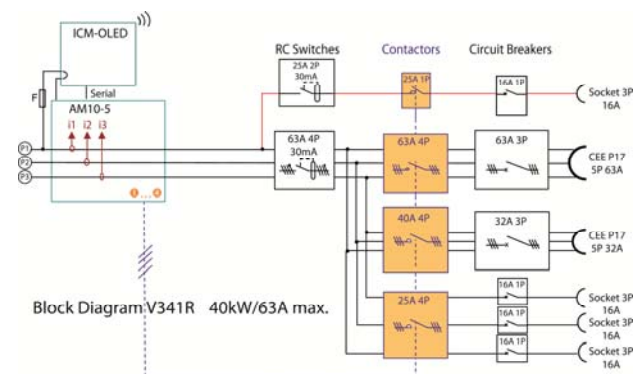 ICM-OLED
F
Serial
AM10-5
i1 i2 i3
P1
P2
P3
1 ... 4
RC Switches
25A 2P
30mA
63A 4P
30mA
Contactors
25A 1P
63A 4P
40A 4P
25A 4P
Circuit Breakers
16A 1P
63A 3P
32A 3P
16A 1P
16A 1P
16A 1P
Socket 3P
16A
CEE P17
5P 63A
CEE P17
5P 32A
Socket 3P
16A
Socket 3P
16A
Socket 3P
16A
Block Diagram V341R 40kW/63A max.